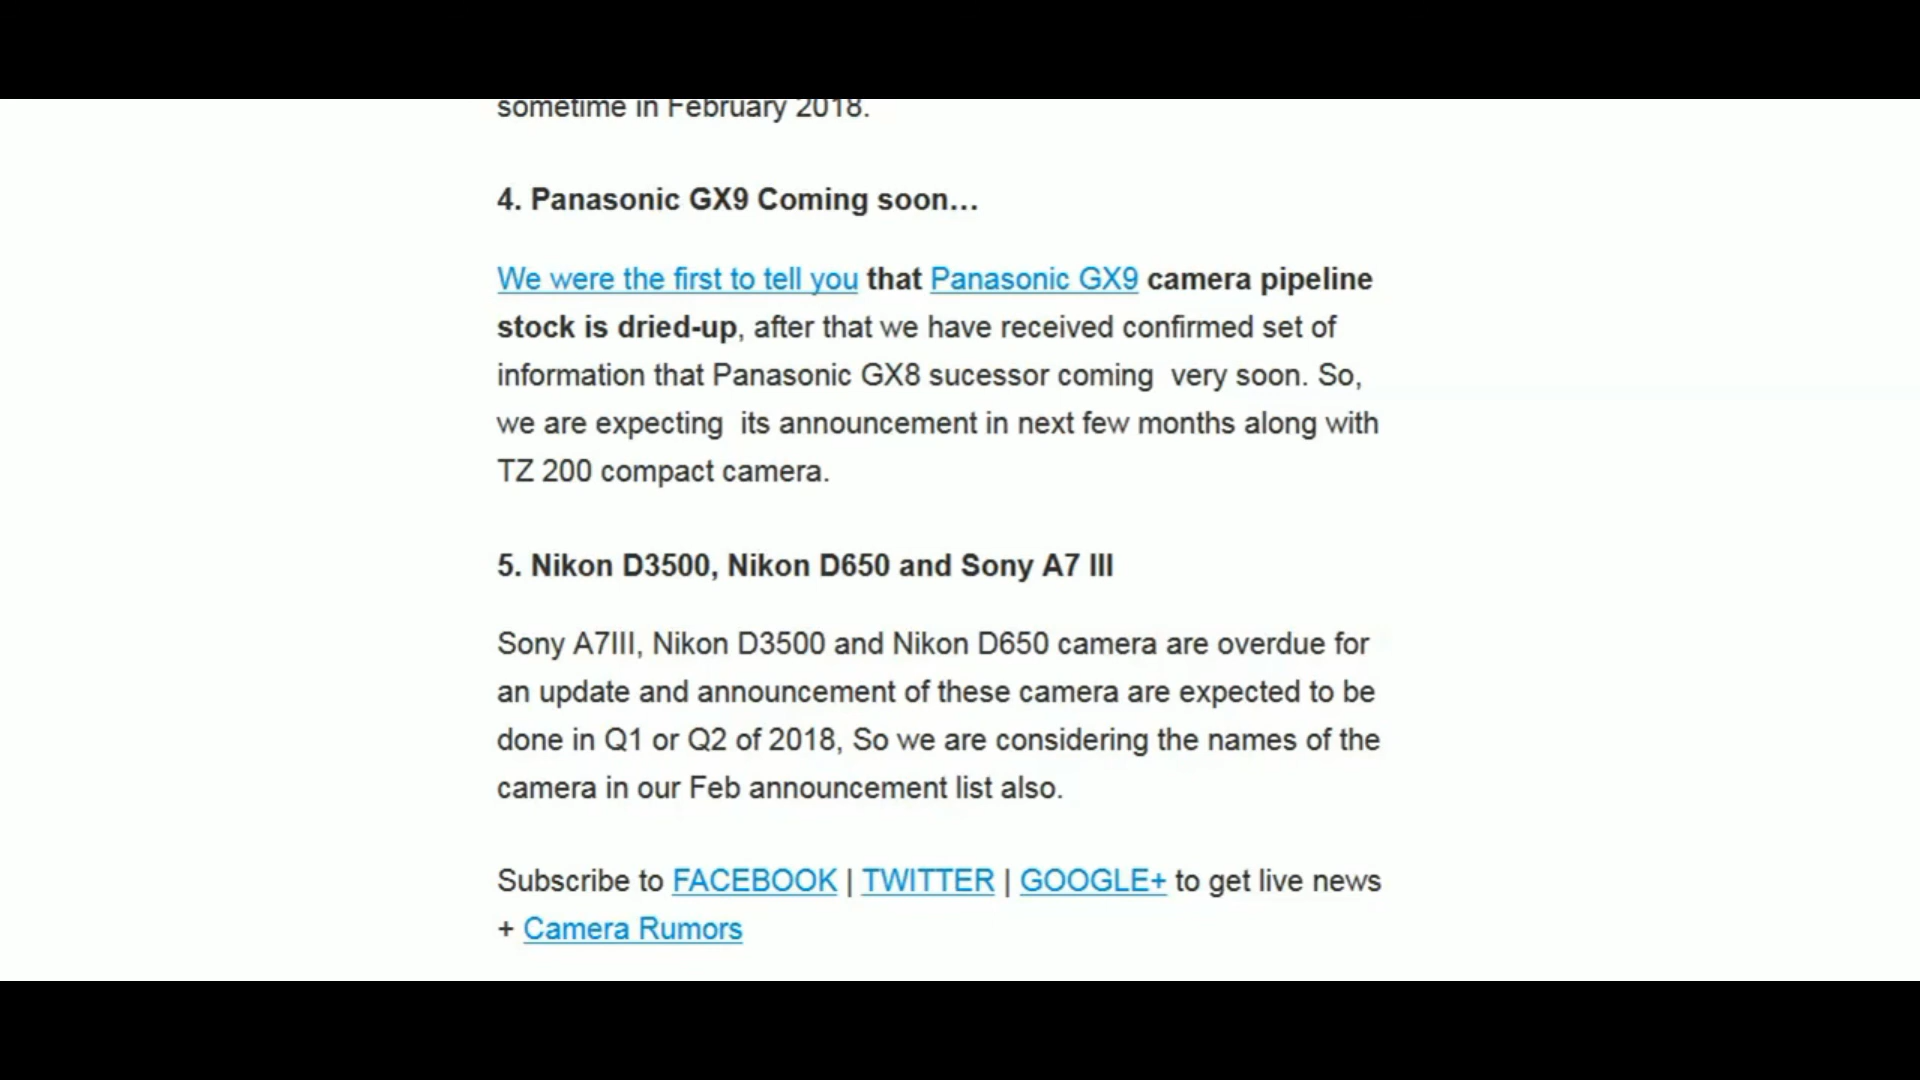 sometime in February 2018.
4. Panasonic GX9 Coming soon...
We were the first to tell you that Panasonic GX9 camera pipeline
stock is dried-up, after that we have received confirmed set of
information that Panasonic GX8 sucessor coming  very soon. So,
we are expecting  its announcement in next few months along with
TZ 200 compact camera.
5. Nikon D3500, Nikon D650 and Sony A7 III
Sony A7III, Nikon D3500 and Nikon D650 camera are overdue for
an update and announcement of these camera are expected to be
done in Q1 or Q2 of 2018, So we are considering the names of the
camera in our Feb announcement list also.
Subscribe to FACEBOOK | TWITTER | GOOGLE+ to get live news
+ Camera Rumors